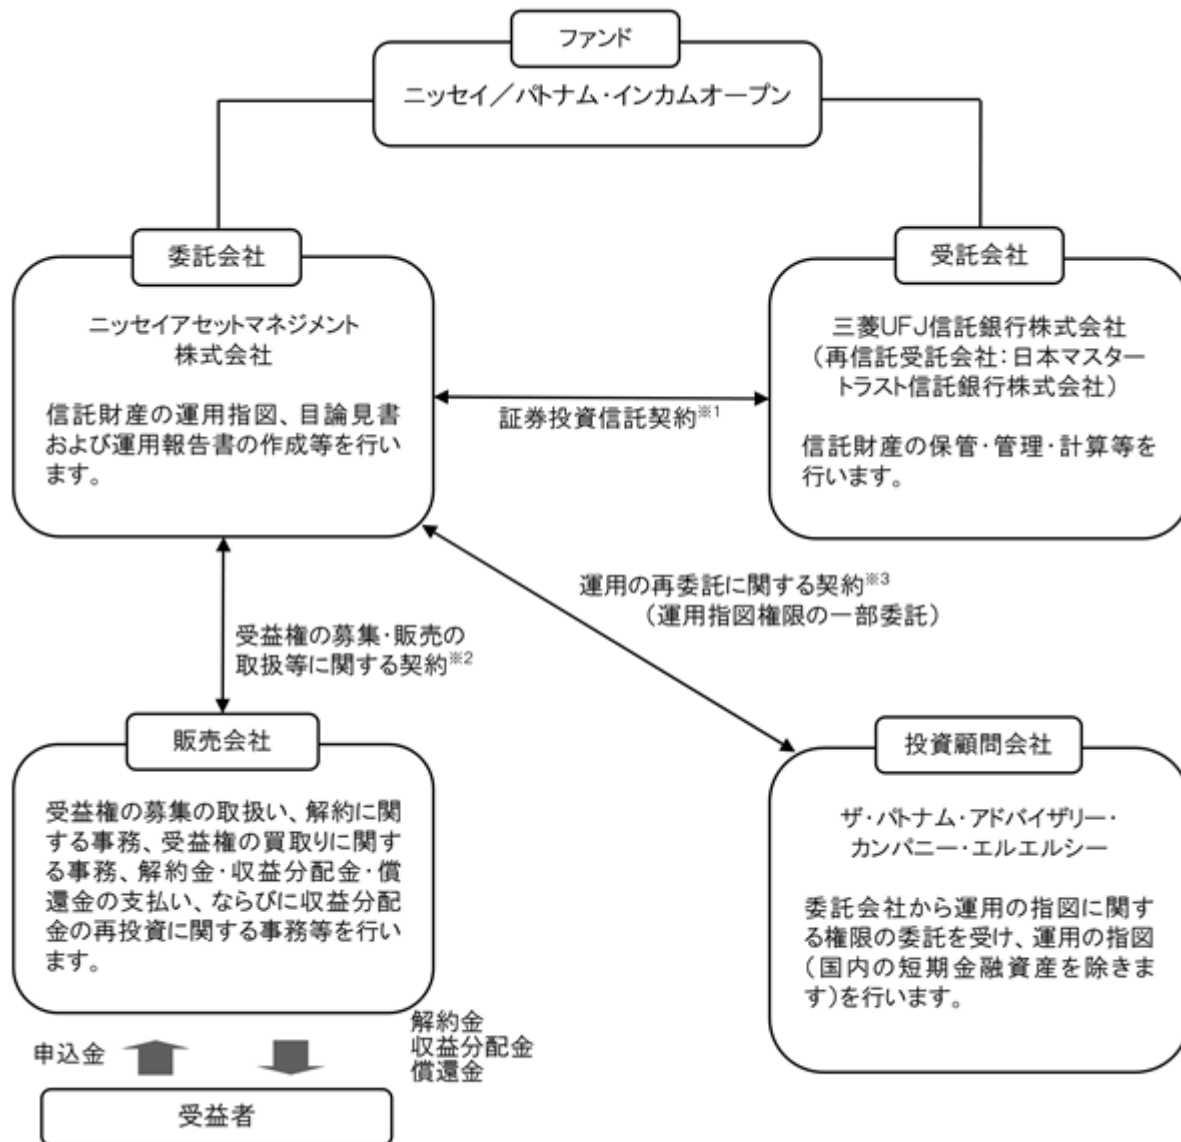 ファンド
ニッセイ／パトナム・インカムオープン
委託会社
ニッセイアセットマネジメント
株式会社
信託財産の運用指図、目論見書
および運用報告書の作成等を行い
ます。
受託会社
三菱UFJ信託銀行株式会社
（再信託受託会社：日本マスター
トラスト信託銀行株式会社）
信託財産の保管・管理・計算等を
行います。
証券投資信託契約※1
運用の再委託に関する契約※3
（運用指図権限の一部委託）
受益権の募集・販売の
取扱等に関する契約※2
販売会社
受益権の募集の取扱い、解約に関
する事務、受益権の買取りに関す
る事務、解約金・収益分配金・償
還金の支払い、ならびに収益分配
金の再投資に関する事務等を行い
ます。
投資顧問会社
ザ・パトナム・アドバイザリー・
カンパニー・エルエルシー
委託会社から運用の指図に関す
る権限の委託を受け、運用の指図
（国内の短期金融資産を除きま
す）を行います。
申込金
解約金
収益分配金
償還金
受益者